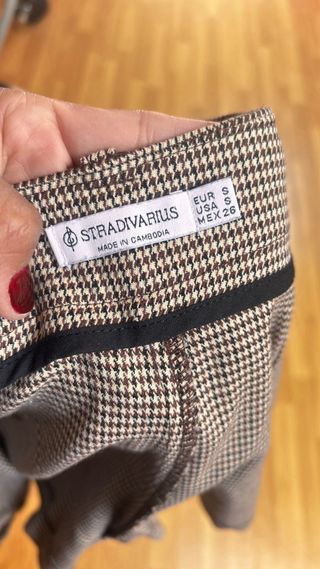 STRADIVARIUS
MADE IN CAMBODIA
EUR S
USA S
MEX 26